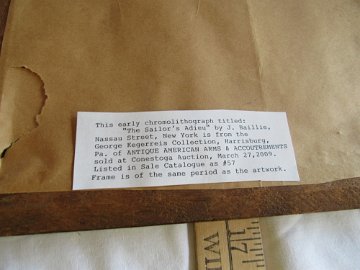 This early chromolithograph titled:
"The Sailor's Adieu" by J. Baillie,
Nassau Street, New York is from the
George Kegerreis Collection, Harrisburg,
Pa. of ANTIQUE AMERICAN ARMS & ACCOUTREMENTS
sold at Conestoga Auction, March 27,2009.
Listed in Sale Catalogue as #57
Frame is of the same period as the artwork.